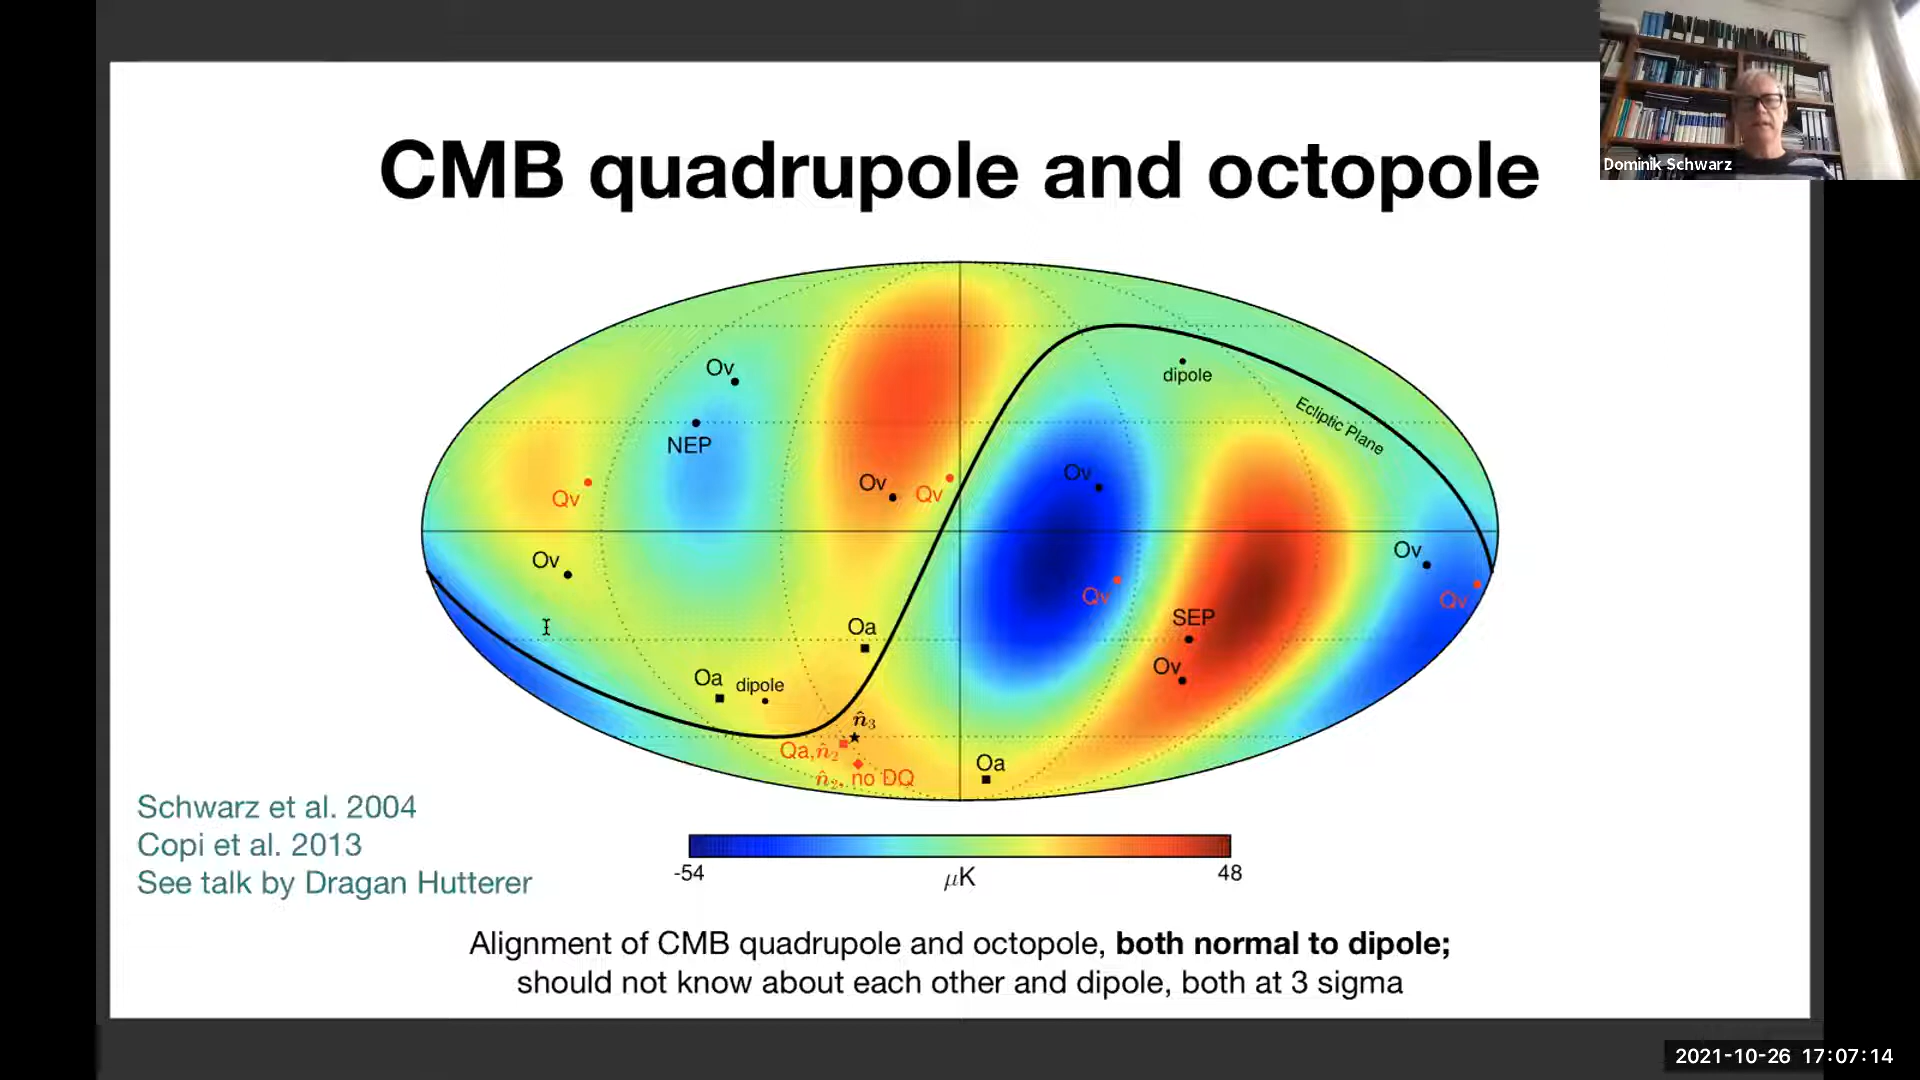 Dominik Schwarz
CMB quadrupole and octopole
Ov
dipole
NEP
Ecliptic Plane
Qv
Ov
Qv
Ov
Ov
Ov
Qv
Qv
SEP
Oa
Ov
Oa
dipole
n̂₃
Qa,n̂₂
n̂₂, no DQ
Oa
Schwarz et al. 2004
Copi et al. 2013
See talk by Dragan Hutterer
-54
μK
48
Alignment of CMB quadrupole and octopole, both normal to dipole;
should not know about each other and dipole, both at 3 sigma
2021-10-26 17:07:14